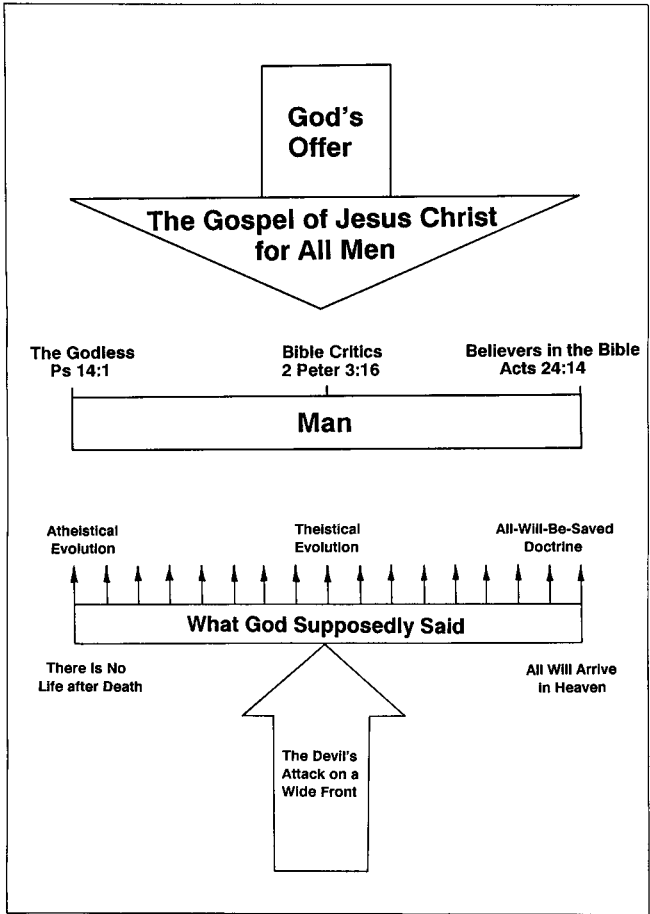 God's
Offer
The Gospel of Jesus Christ
for All Men
The Godless
Ps 14:1
Bible Critics
2 Peter 3:16
Believers in the Bible
Acts 24:14
Man
Atheistical
Evolution
Theistical
Evolution
All-Will-Be-Saved
Doctrine
What God Supposedly Said
There Is No
Life after Death
All Will Arrive
in Heaven
The Devil's
Attack on a
Wide Front